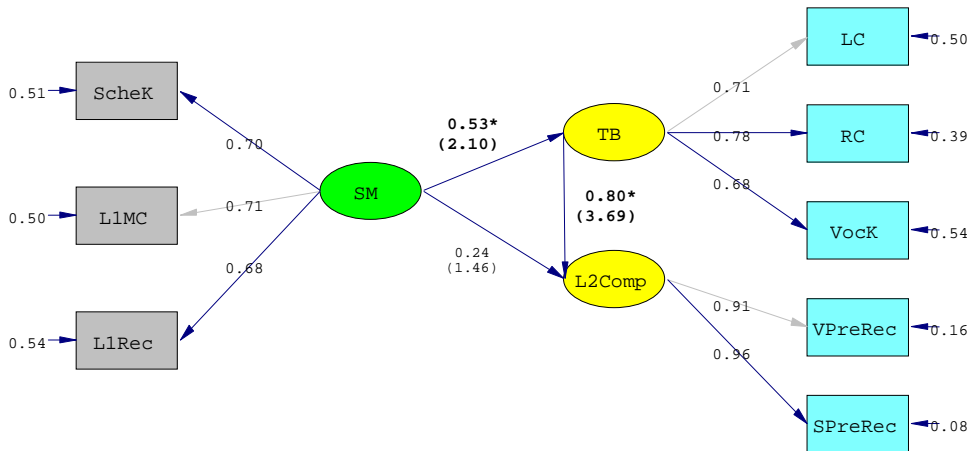 LC
0.50
0.51
ScheK
0.71
0.53*
(2.10)
TB
0.78
RC
0.39
0.70
0.68
SM
0.80*
(3.69)
L1MC
0.50
0.71
VocK
0.54
0.24
(1.46)
0.68
L2Comp
0.91
VPreRec
0.16
0.54
L1Rec
0.96
SPreRec
0.08